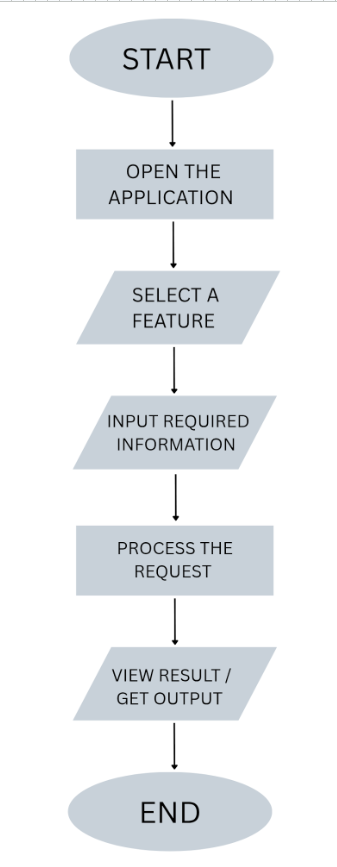 START
OPEN THE
APPLICATION
SELECT A
FEATURE
INPUT REQUIRED
INFORMATION
PROCESS THE
REQUEST
VIEW RESULT /
GET OUTPUT
END